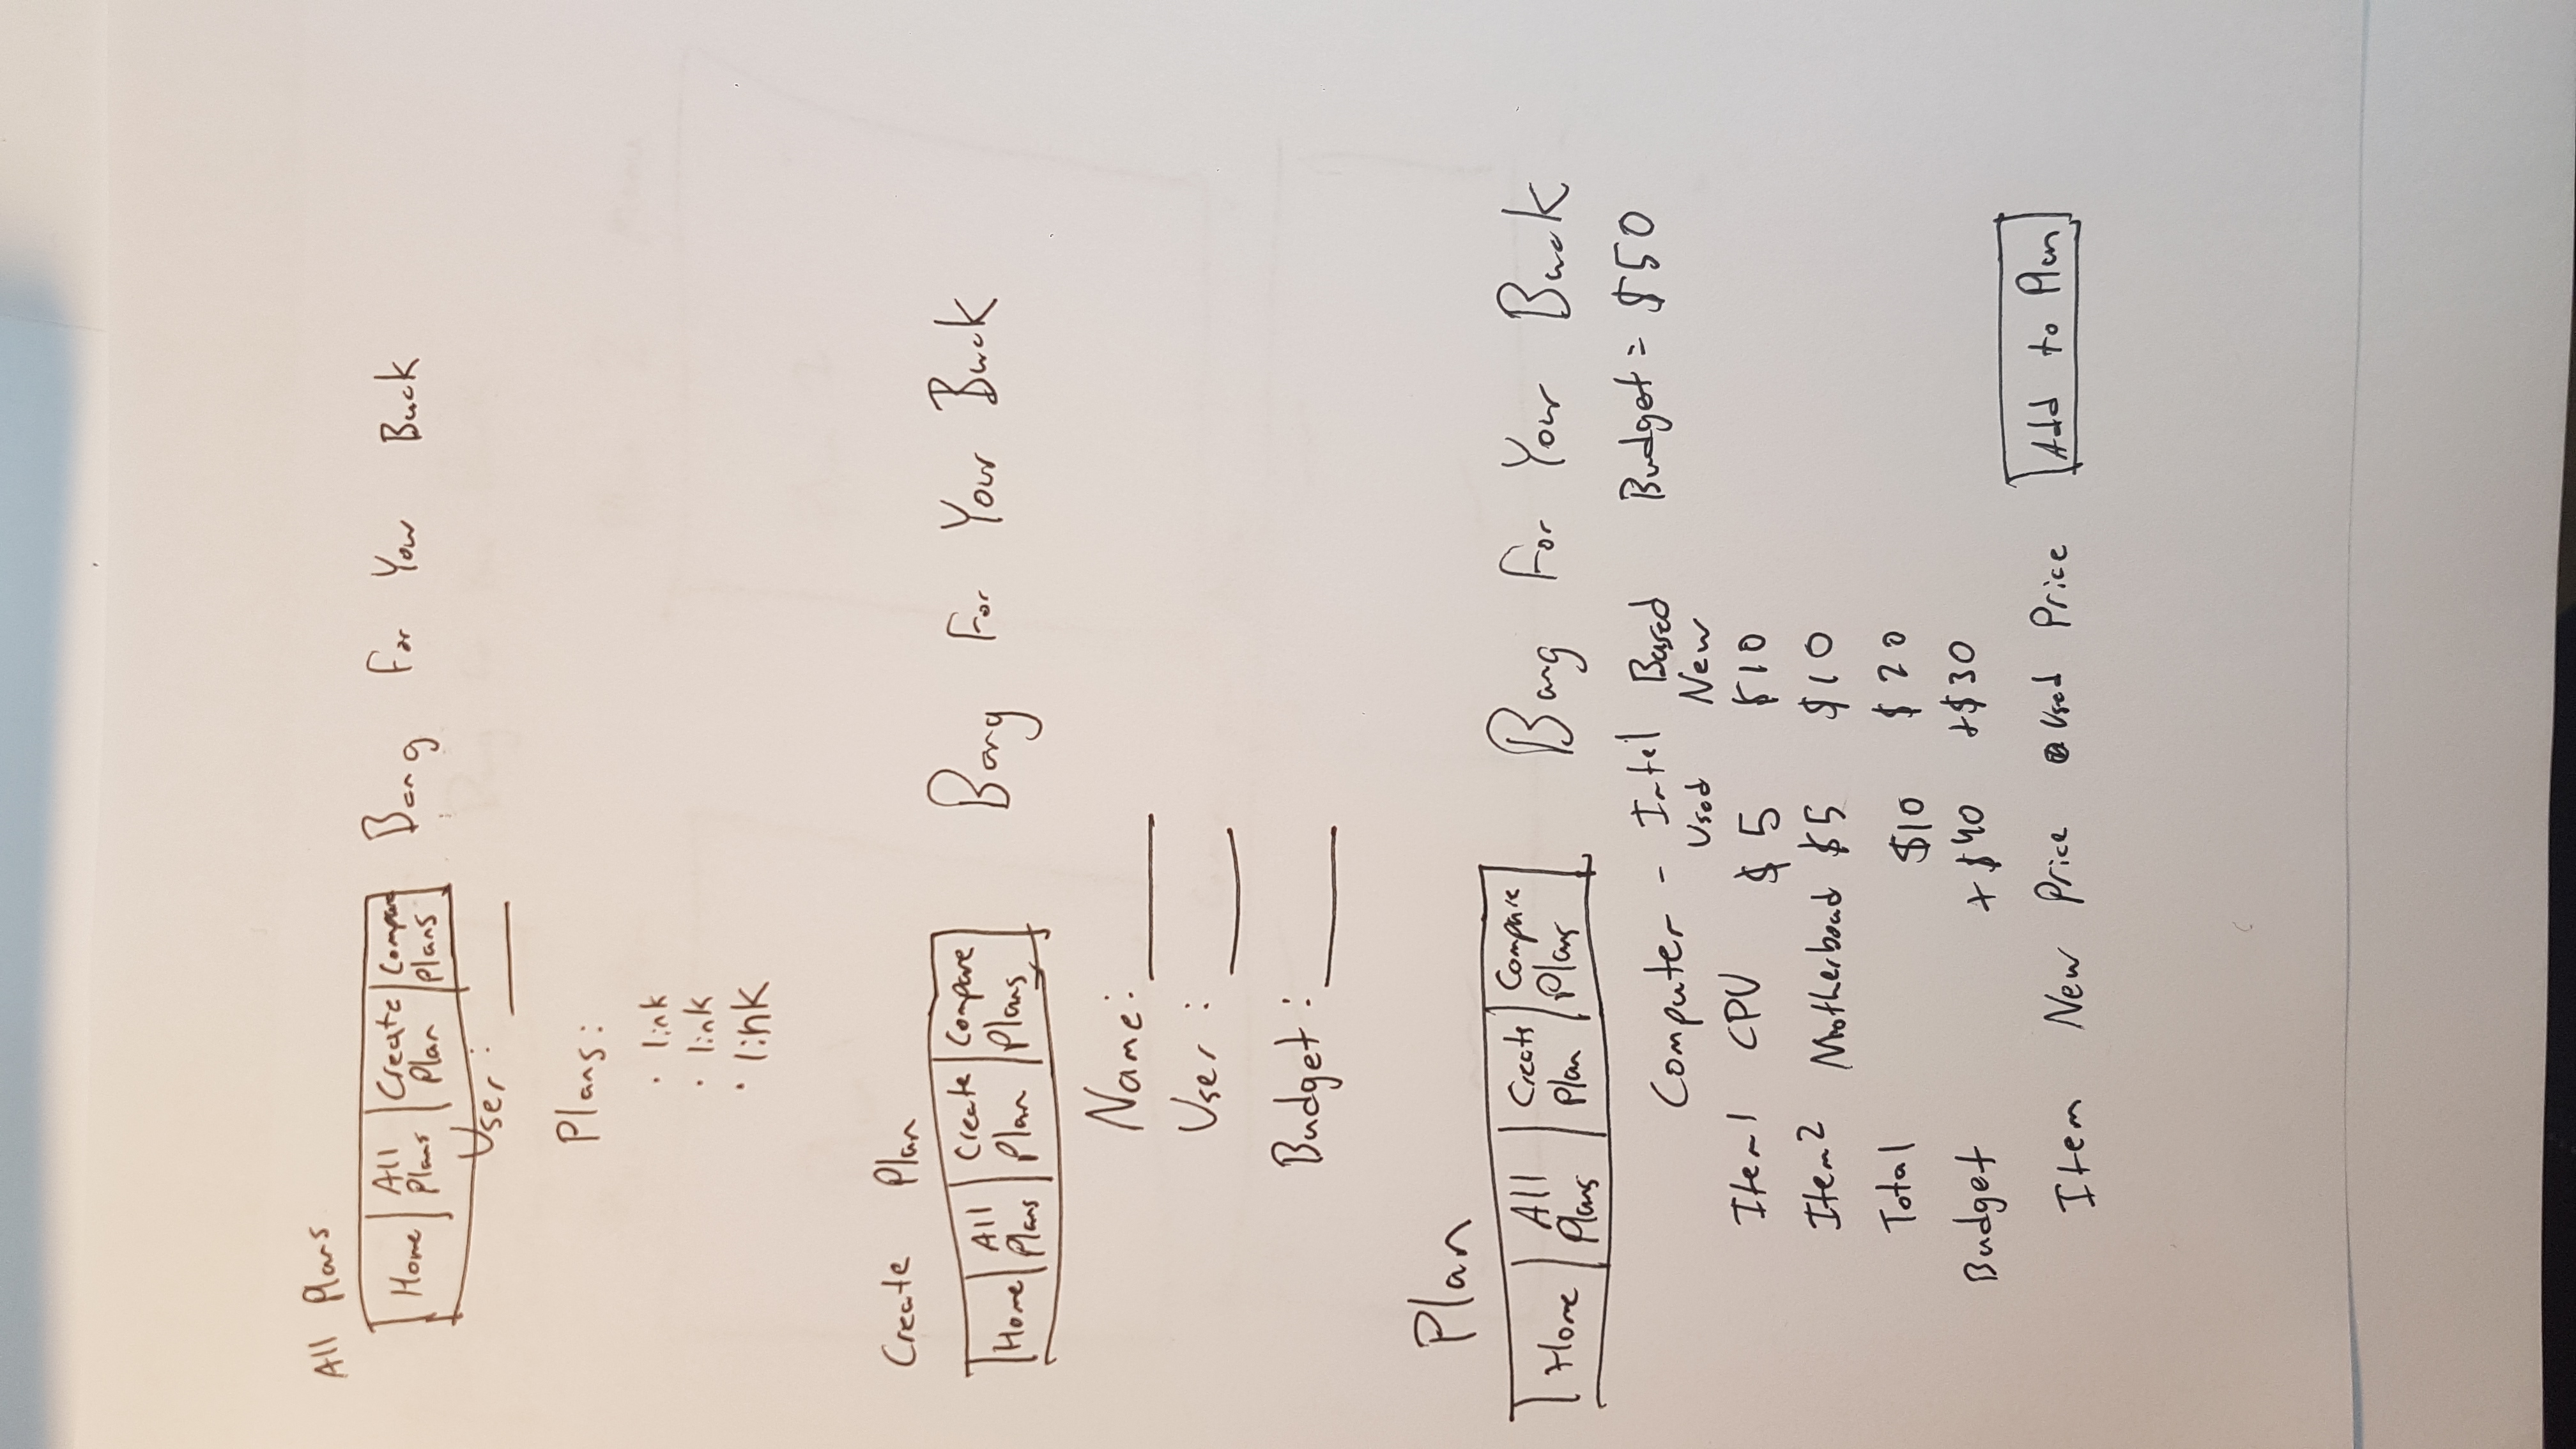 All Plans
Home All Plans Create Plan Compare Plans Bang For Your Buck
User: ____
Plans:
· link
· link
· link
Create Plan
Home All Plans Create Plan Compare Plans Bang For Your Buck
Name: ____
User: ____
Budget: ____
Plan
Home All Plans Create Plan Compare Plans Bang For Your Buck
Computer - Intel Based Budget = $50
Used New
Item 1 CPU $5 $10
Item 2 Motherboad $5 $10
Total $10 $20
Budget +$40 +$30
Item New Price Used Price Add to Plan